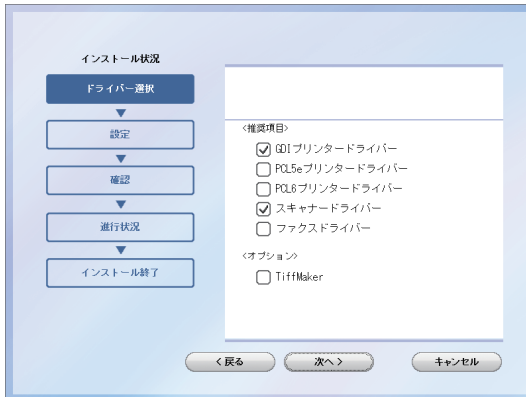 インストール状況
ドライバー選択
設定
確認
進行状況
インストール終了
<推奨項目>
GDIプリンタードライバー
PCL5eプリンタードライバー
PCL6プリンタードライバー
スキャナードライバー
ファクスドライバー
<オプション>
TiffMaker
< 戻る
次へ >
キャンセル